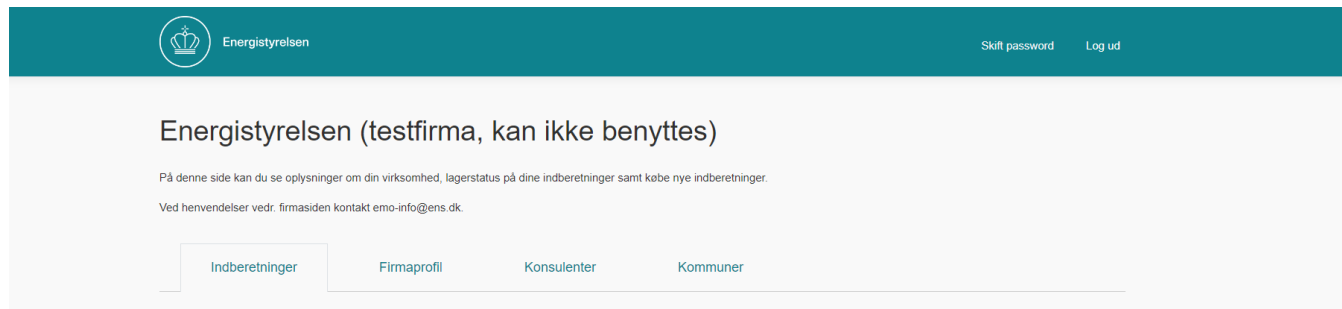 Energistyrelsen
Skift password
Log ud
Energistyrelsen (testfirma, kan ikke benyttes)
På denne side kan du se oplysninger om din virksomhed, lagerstatus på dine indberetninger samt købe nye indberetninger.
Ved henvendelser vedr. firmasiden kontakt emo-info@ens.dk.
Indberetninger
Firmaprofil
Konsulenter
Kommuner